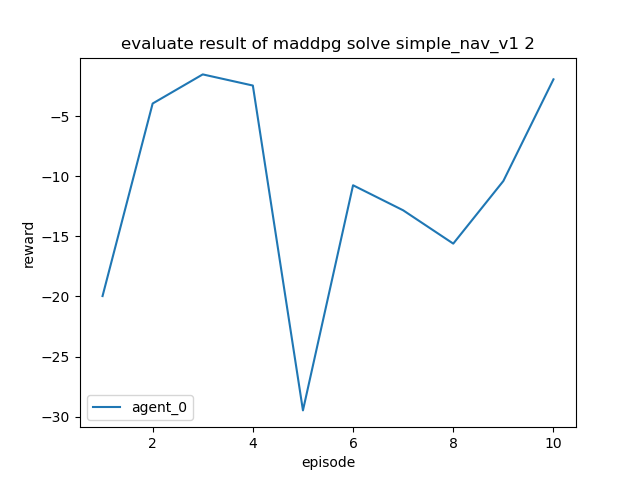 evaluate result of maddpg solve simple_nav_v1 2
reward
−5
−10
−15
−20
−25
−30
agent_0
2 4 6 8 10
episode